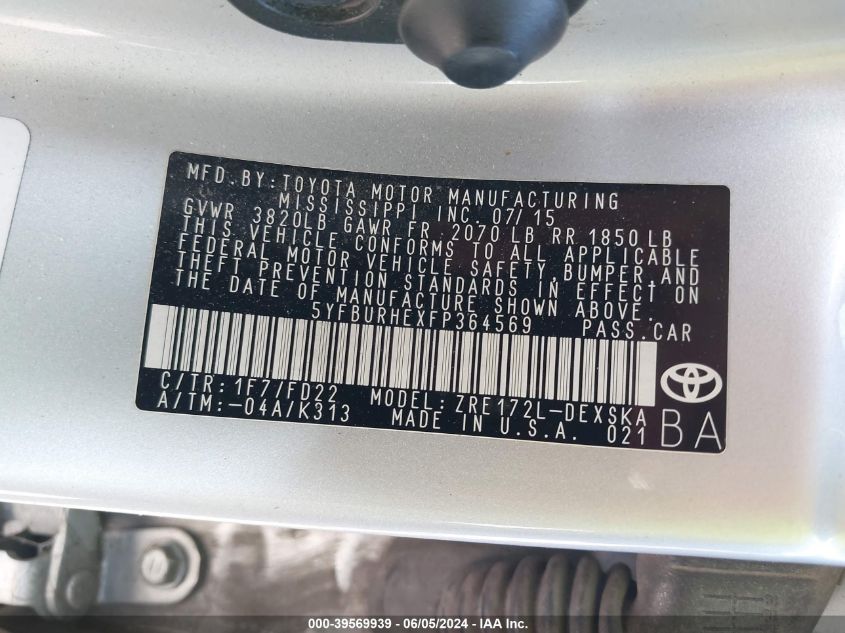 MFD.BY:TOYOTA MOTOR MANUFACTURING
MISSISSIPPI INC. 07/15
GVWR 3820LB GAWR FR 2070 LB RR 1850 LB
THIS VEHICLE CONFORMS TO ALL APPLICABLE
FEDERAL MOTOR VEHICLE SAFETY,BUMPER,AND
THEFT PREVENTION STANDARDS IN EFFECT ON
THE DATE OF MANUFACTURE SHOWN ABOVE.
5YFBURHEXFP364569 PASS.CAR
C/TR:1F7/FD22 MODEL:ZRE172L-DEXSKA
A/TM:-04A/K313 MADE IN U.S.A. 021 BA
000-39569939 / 06/05/2024 - IAA Inc.